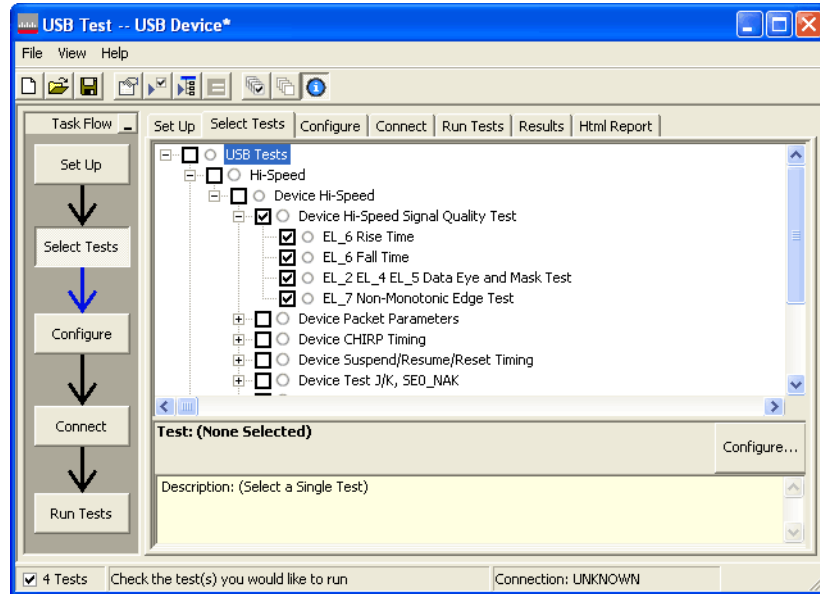 USB Test -- USB Device*
File View Help
Task Flow
Set Up
Select Tests
Configure
Connect
Run Tests
Set Up Select Tests Configure Connect Run Tests Results Html Report
USB Tests
Hi-Speed
Device Hi-Speed
Device Hi-Speed Signal Quality Test
EL_6 Rise Time
EL_6 Fall Time
EL_2 EL_4 EL_5 Data Eye and Mask Test
EL_7 Non-Monotonic Edge Test
Device Packet Parameters
Device CHIRP Timing
Device Suspend/Resume/Reset Timing
Device Test J/K, SE0_NAK
Test: (None Selected)
Configure...
Description: (Select a Single Test)
4 Tests Check the test(s) you would like to run Connection: UNKNOWN